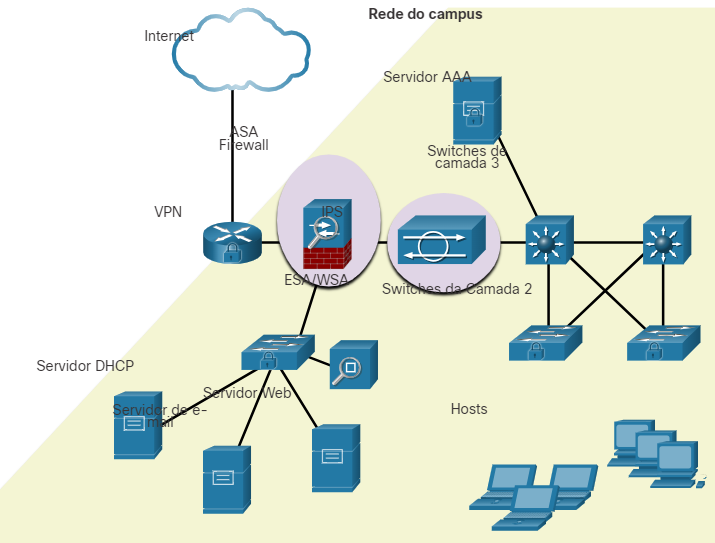 Rede do campus
Internet
Servidor AAA
ASA
Firewall
Switches de
camada 3
VPN
IPS
ESA/WSA
Switches da Camada 2
Servidor DHCP
Servidor Web
Servidor de e-
mail
Hosts